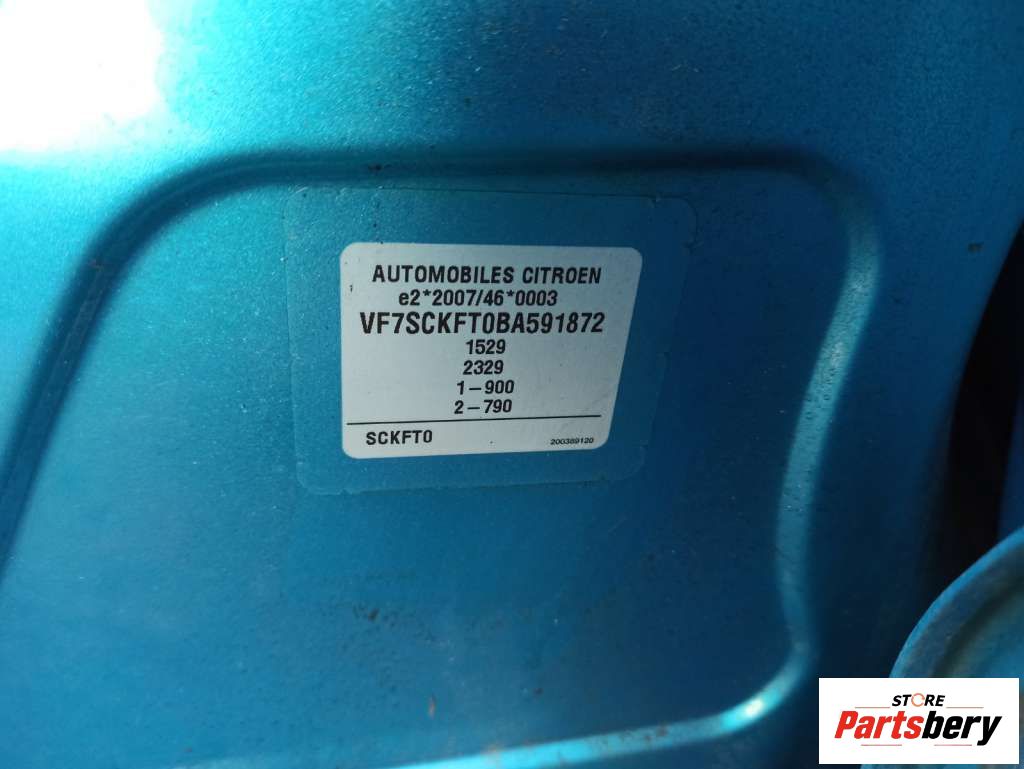 AUTOMOBILES CITROEN
e2*2007/46*0003
VF7SCKFT0BA591872
1529
2329
1-900
2-790
SCKFT0 200389120
STORE
Partsbery